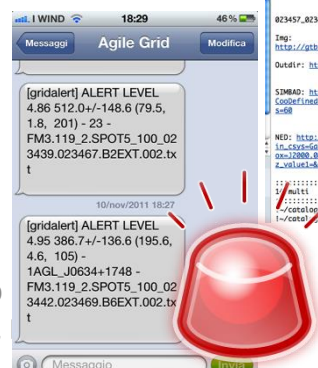 I WIND 18:29 46%
Messaggi Agile Grid Modifica
[gridalert] ALERT LEVEL
4.86 512.0+/-148.6 (79.5,
1.8, 201) - 23 -
FM3.119_2.SPOT5_100_02
3439.023467.B2EXT.002.tx
t
10/nov/2011 18:27
[gridalert] ALERT LEVEL
4.95 386.7+/-136.6 (195.6,
4.6, 105) -
1AGL_J0634+1748 -
FM3.119_2.SPOT5_100_02
3442.023469.B6EXT.002.tx
t
Messaggio Invia
023457_023
Img:
http://gtb
Outdir: ht
SIMBAD: ht
CooDefined
s=60
NED: http:
in_csys=Ga
ox=J2000.0
z_value1=&
multi